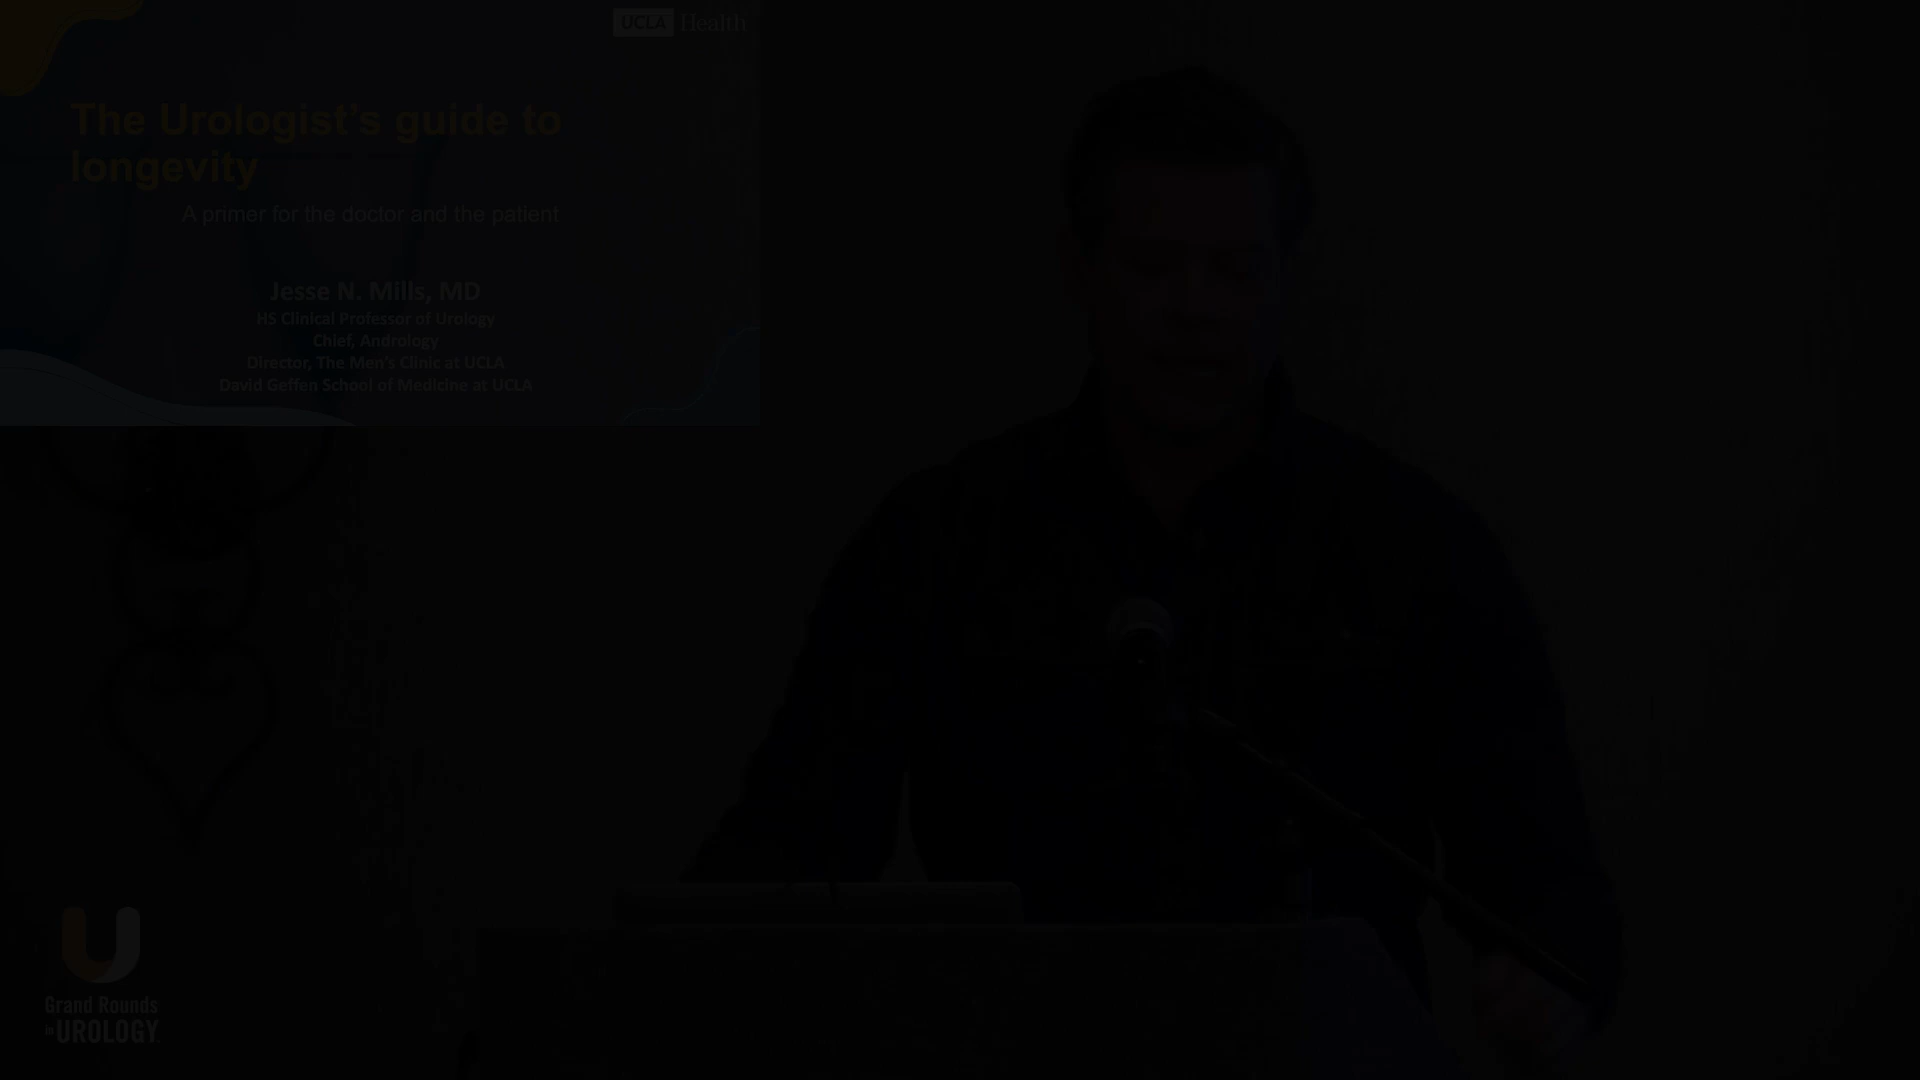 UCLA Health
The Urologist's guide to
longevity
A primer for the doctor and the patient
Jesse N. Mills, MD
HS Clinical Professor of Urology
Chief, Andrology
Director, The Men's Clinic at UCLA
David Geffen School of Medicine at UCLA
Grand Rounds
in UROLOGY